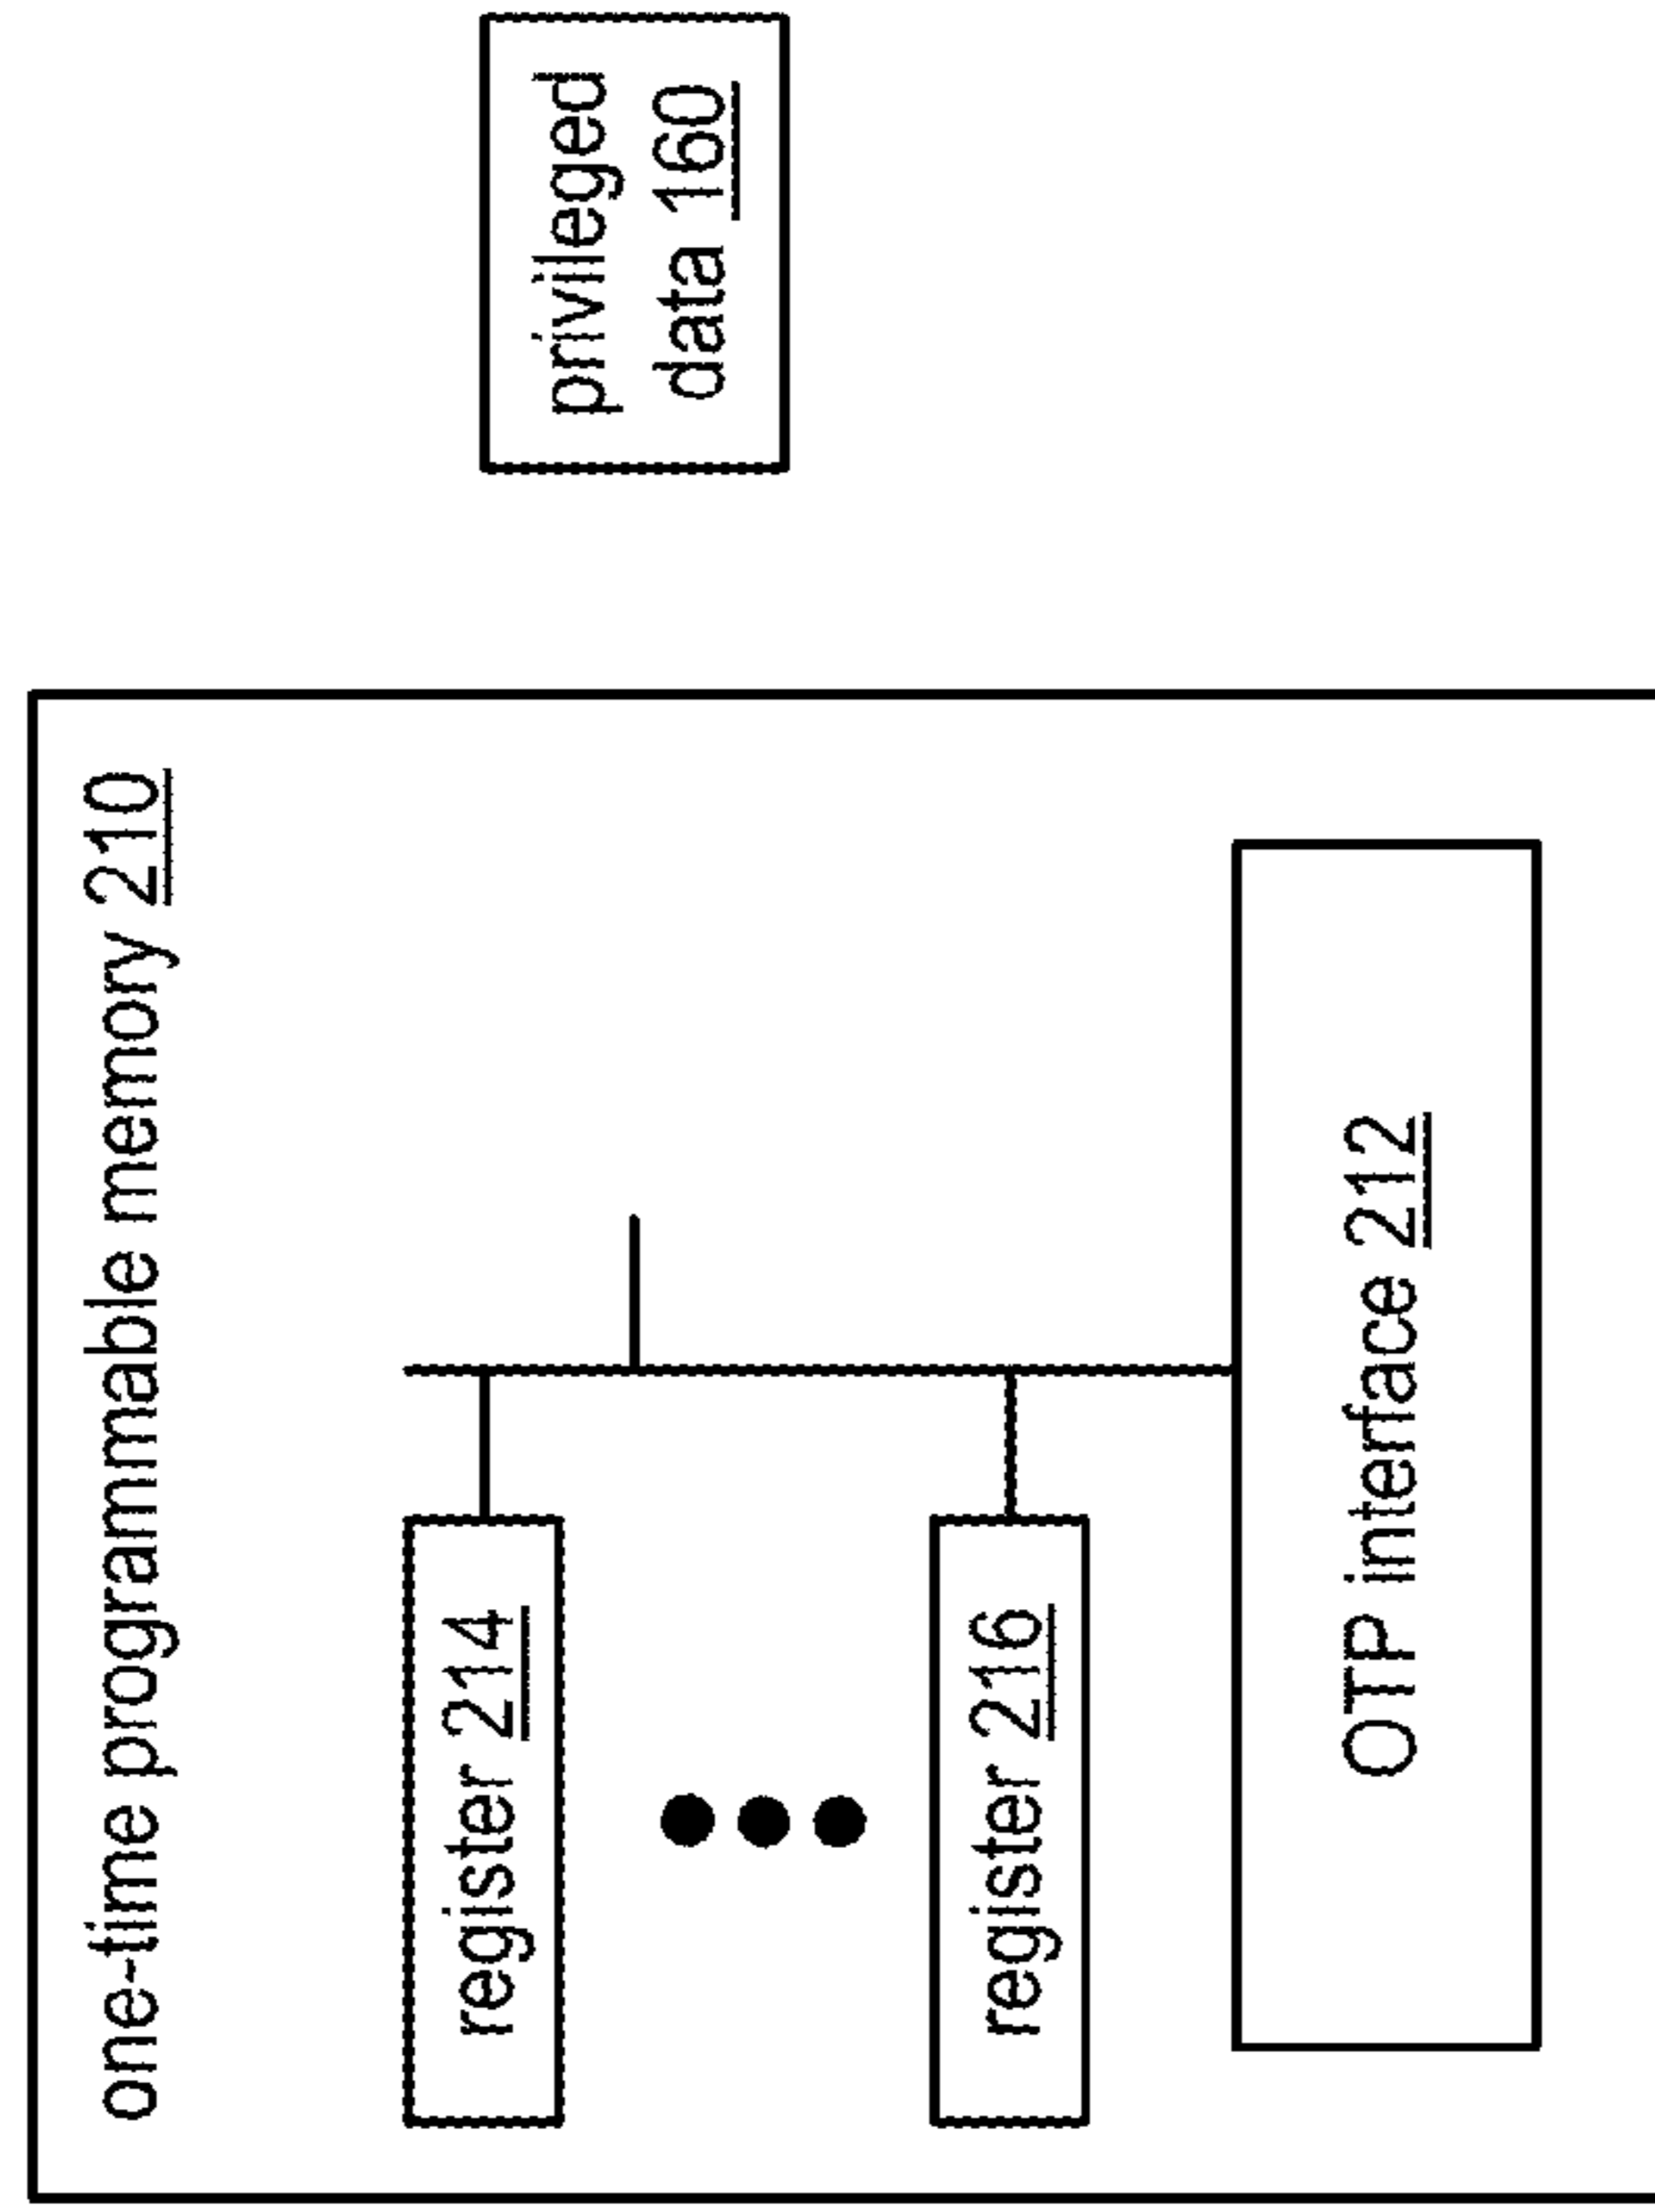 one-time programmable memory 210
register 214
register 216
OTP interface 212
privileged
data 160